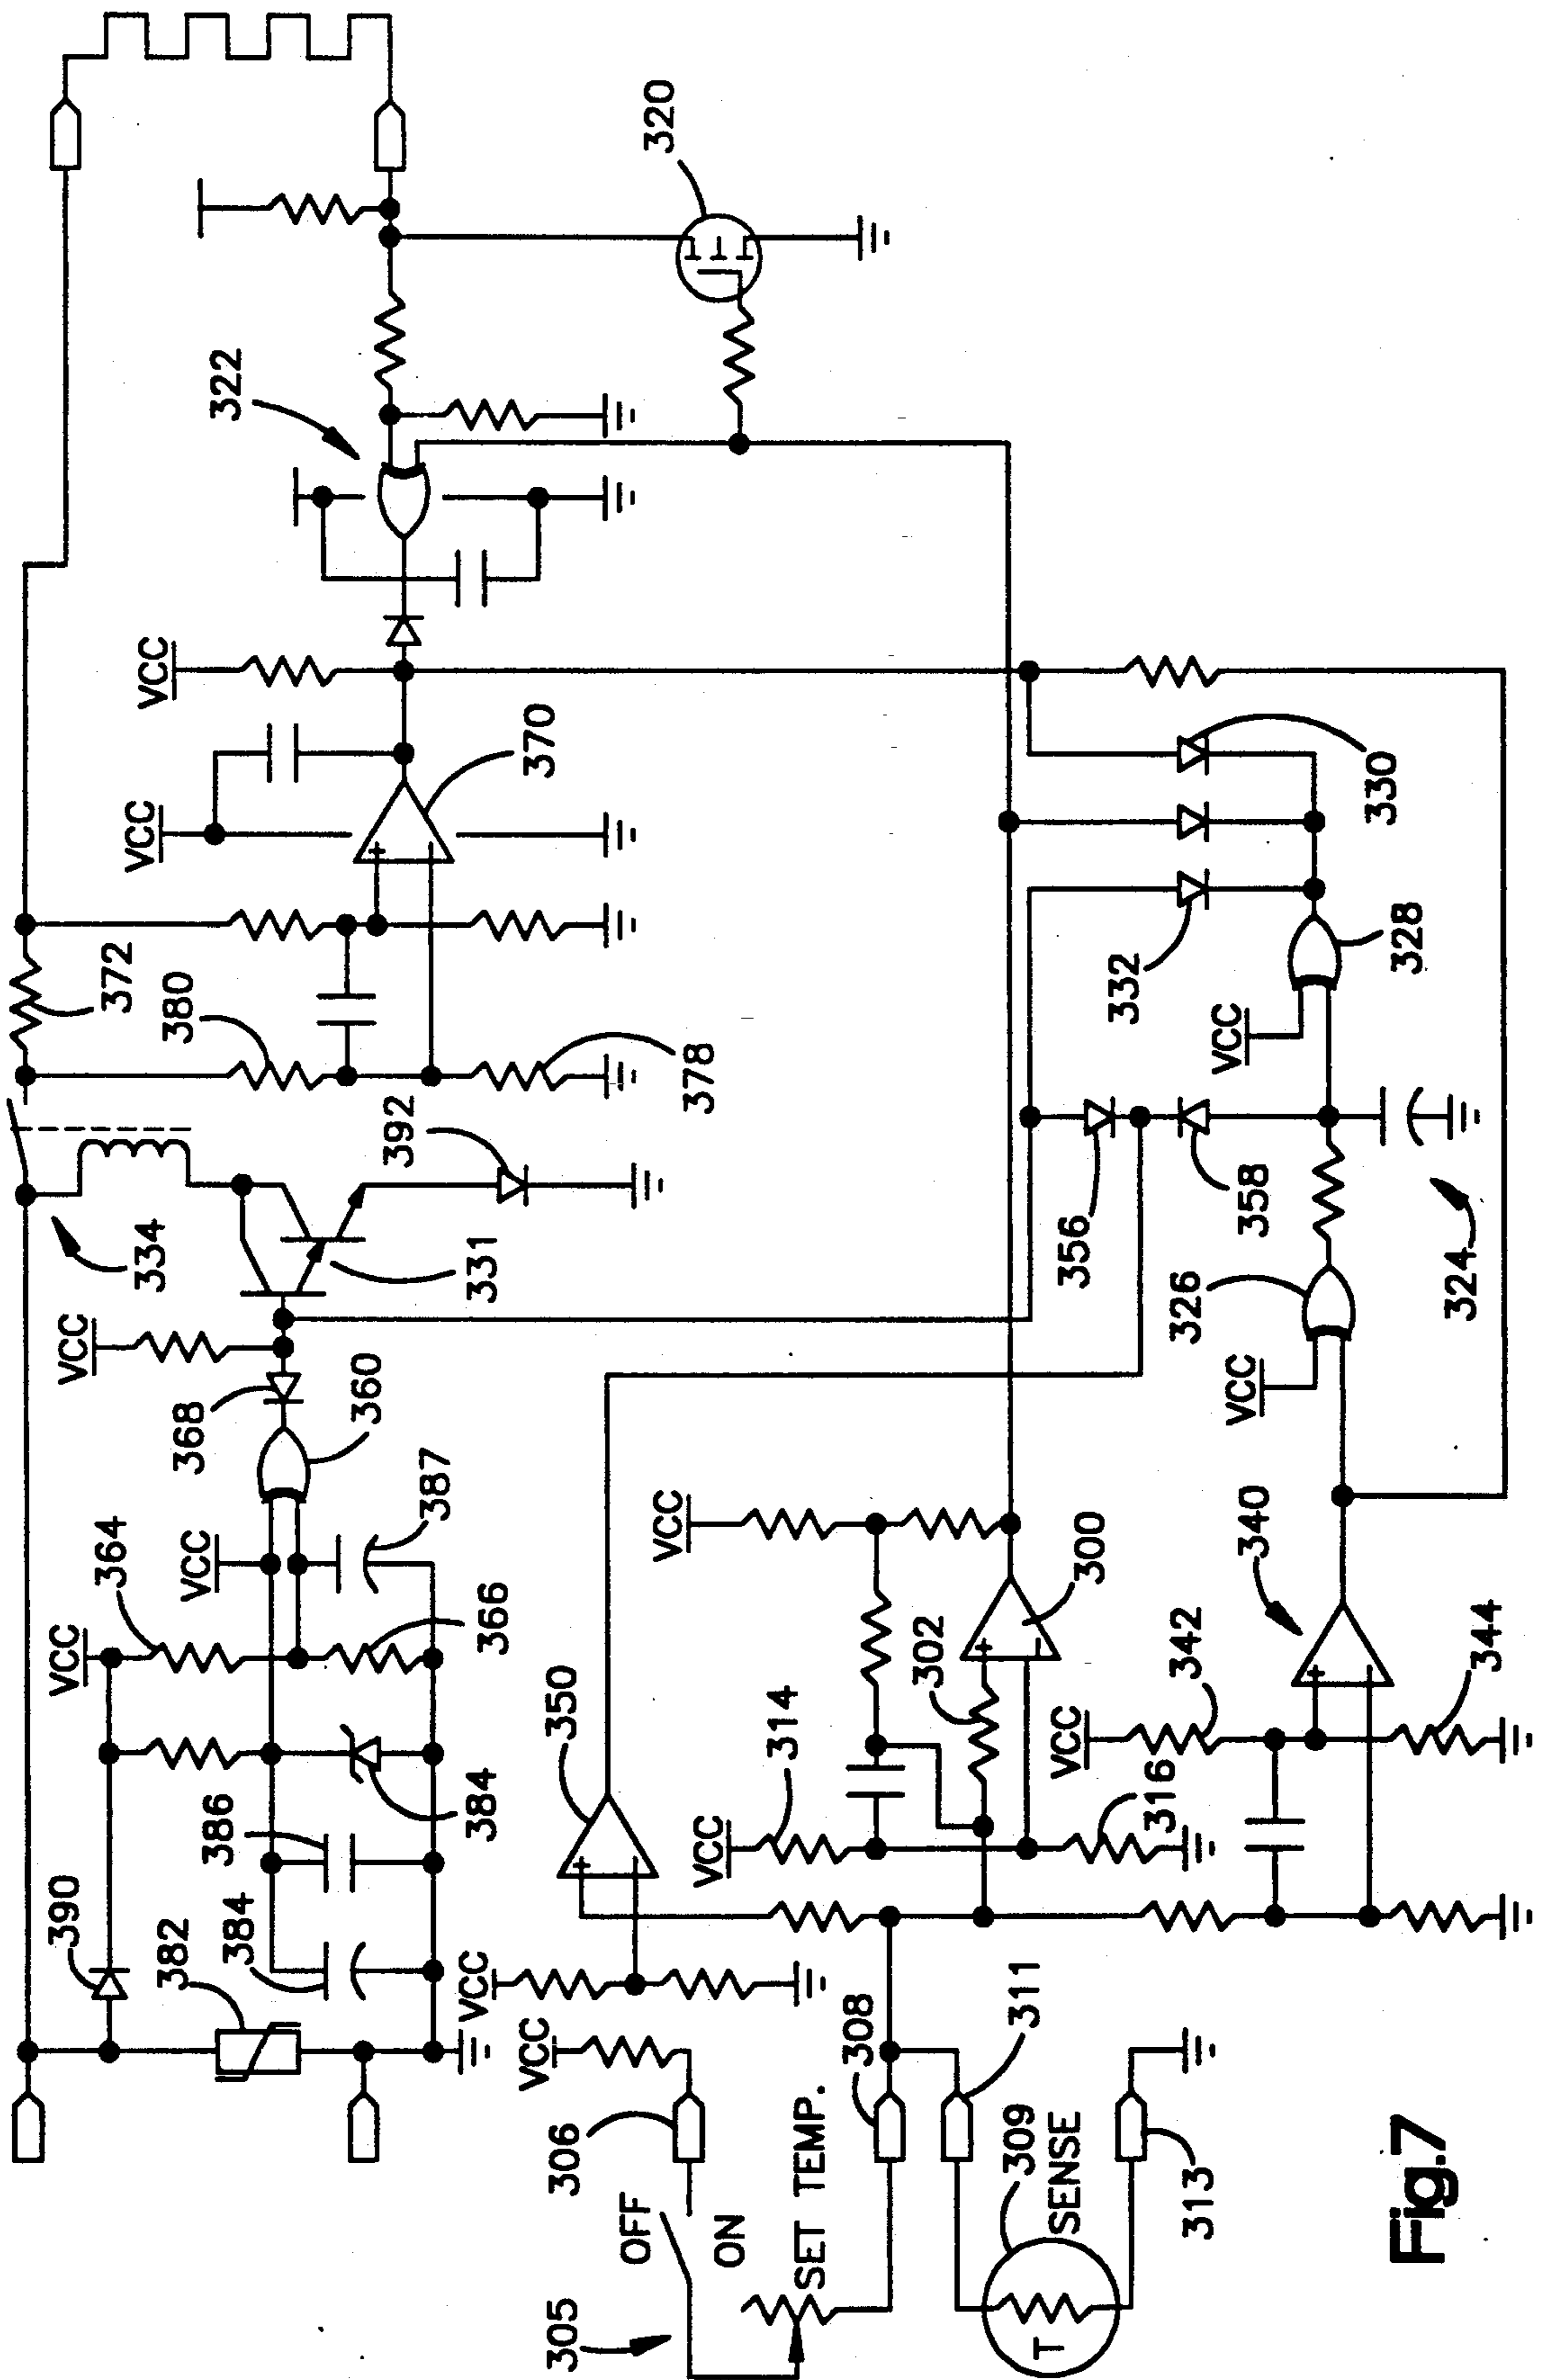 390
VCC
VCC
364
372
VCC
VCC
382
334
368
VCC
380
386
384
322
360
392
387
VCC
384
366
331
VCC
370
305
306
350
OFF
320
VCC
378
VCC
ON
314
SET TEMP.
308
302
309
311
T
SENSE
VCC
300
356
332
316
342
313
326
VCC
VCC
340
358
330
328
Fig.7
324
344